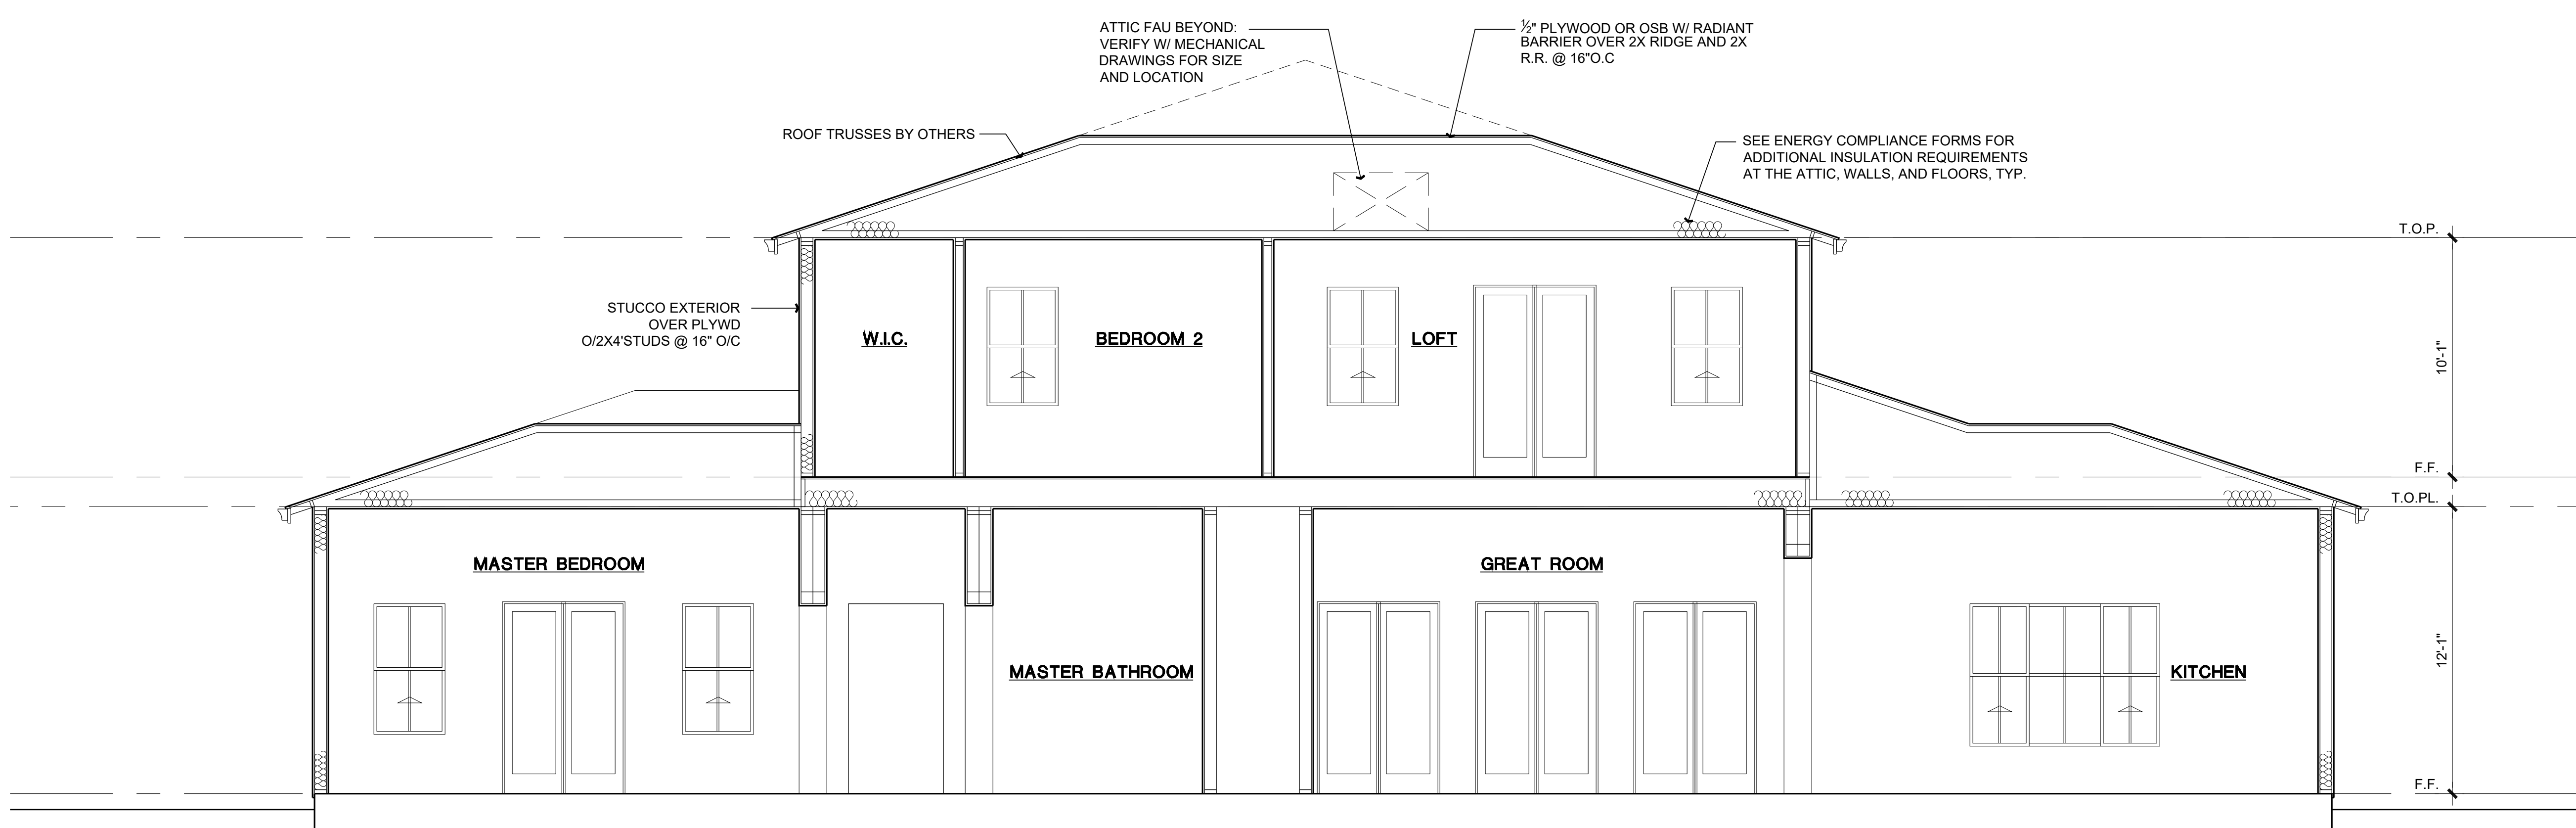 ATTIC FAU BEYOND:
VERIFY W/ MECHANICAL
DRAWINGS FOR SIZE
AND LOCATION
½" PLYWOOD OR OSB W/ RADIANT
BARRIER OVER 2X RIDGE AND 2X
R.R. @ 16"O.C
ROOF TRUSSES BY OTHERS
SEE ENERGY COMPLIANCE FORMS FOR
ADDITIONAL INSULATION REQUIREMENTS
AT THE ATTIC, WALLS, AND FLOORS, TYP.
T.O.P.
STUCCO EXTERIOR
OVER PLYWD
O/2X4'STUDS @ 16" O/C
W.I.C.
BEDROOM 2
LOFT
10'-1"
F.F.
T.O.PL.
MASTER BEDROOM
GREAT ROOM
MASTER BATHROOM
KITCHEN
12'-1"
F.F.